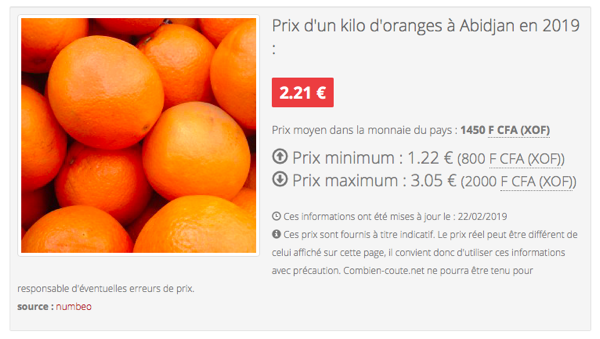 Prix d'un kilo d'oranges à Abidjan en 2019
:
2.21 €
Prix moyen dans la monnaie du pays : 1450 F CFA (XOF)
Prix minimum : 1.22 € (800 F CFA (XOF))
Prix maximum : 3.05 € (2000 F CFA (XOF))
Ces informations ont été mises à jour le : 22/02/2019
Ces prix sont fournis à titre indicatif. Le prix réel peut être différent de
celui affiché sur cette page, il convient donc d'utiliser ces informations
avec précaution. Combien-coute.net ne pourra être tenu pour
responsable d'éventuelles erreurs de prix.
source : numbeo